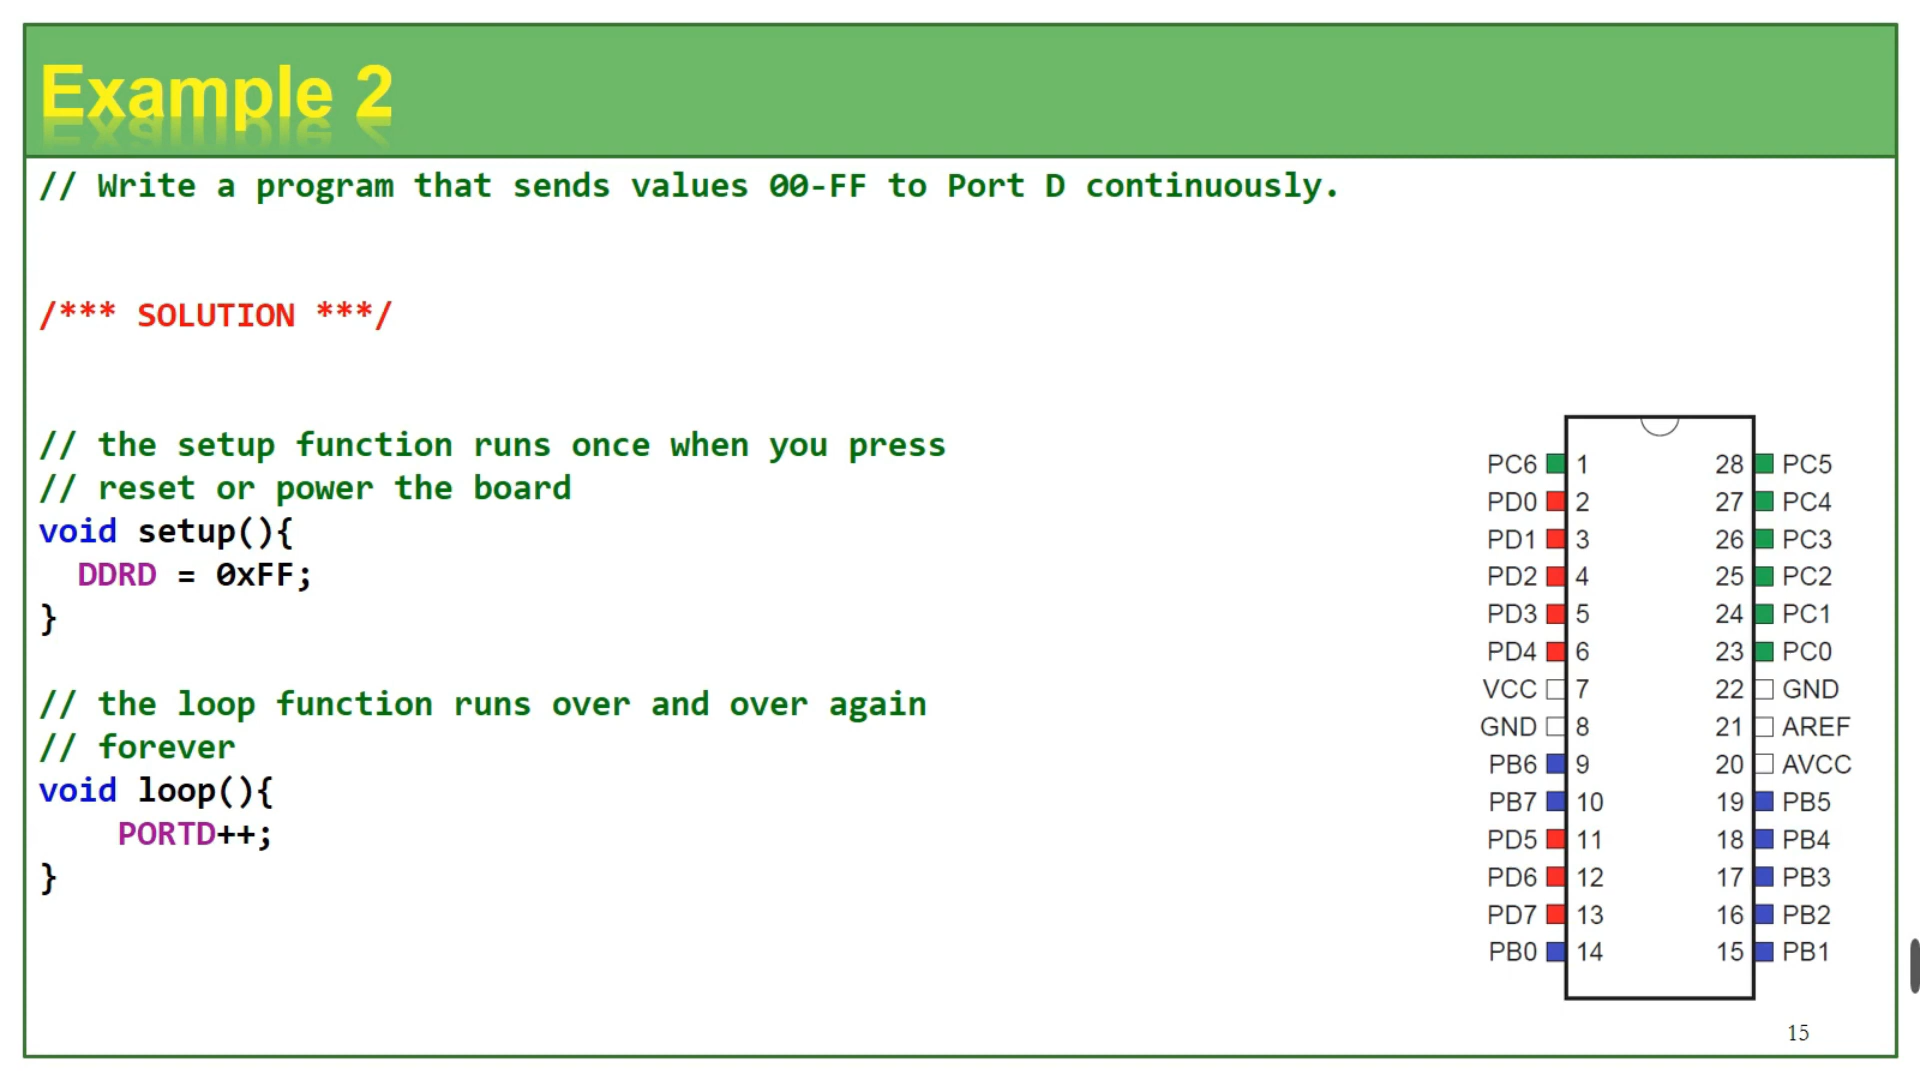 Example 2
// Write a program that sends values 00-FF to Port D continuously.
/*** SOLUTION ***/
// the setup function runs once when you press
// reset or power the board
void setup(){
DDRD = 0xFF;
}
// the loop function runs over and over again
// forever
void loop(){
PORTD++;
}
PC6 1 28 PC5
PD0 2 27 PC4
PD1 3 26 PC3
PD2 4 25 PC2
PD3 5 24 PC1
PD4 6 23 PC0
VCC 7 22 GND
GND 8 21 AREF
PB6 9 20 AVCC
PB7 10 19 PB5
PD5 11 18 PB4
PD6 12 17 PB3
PD7 13 16 PB2
PB0 14 15 PB1
15